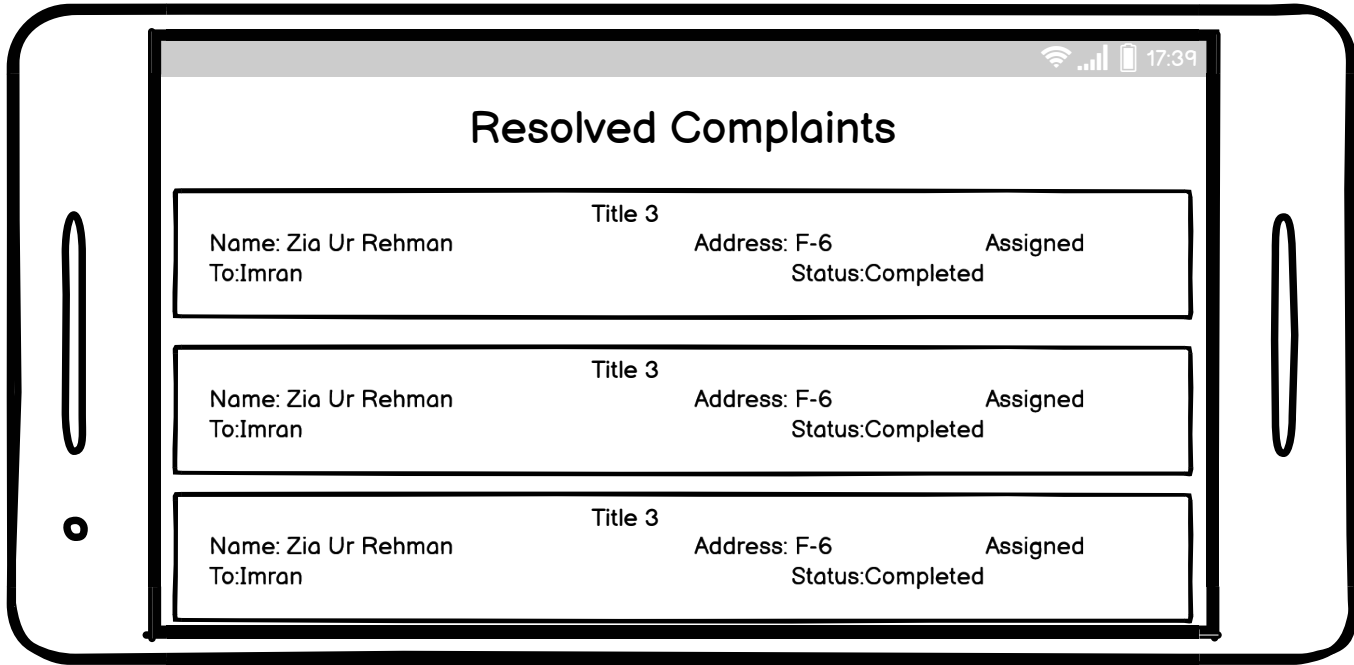 17:39
Resolved Complaints
Title 3
Name: Zia Ur Rehman Address: F-6 Assigned
To:Imran Status:Completed
Title 3
Name: Zia Ur Rehman Address: F-6 Assigned
To:Imran Status:Completed
Title 3
Name: Zia Ur Rehman Address: F-6 Assigned
To:Imran Status:Completed